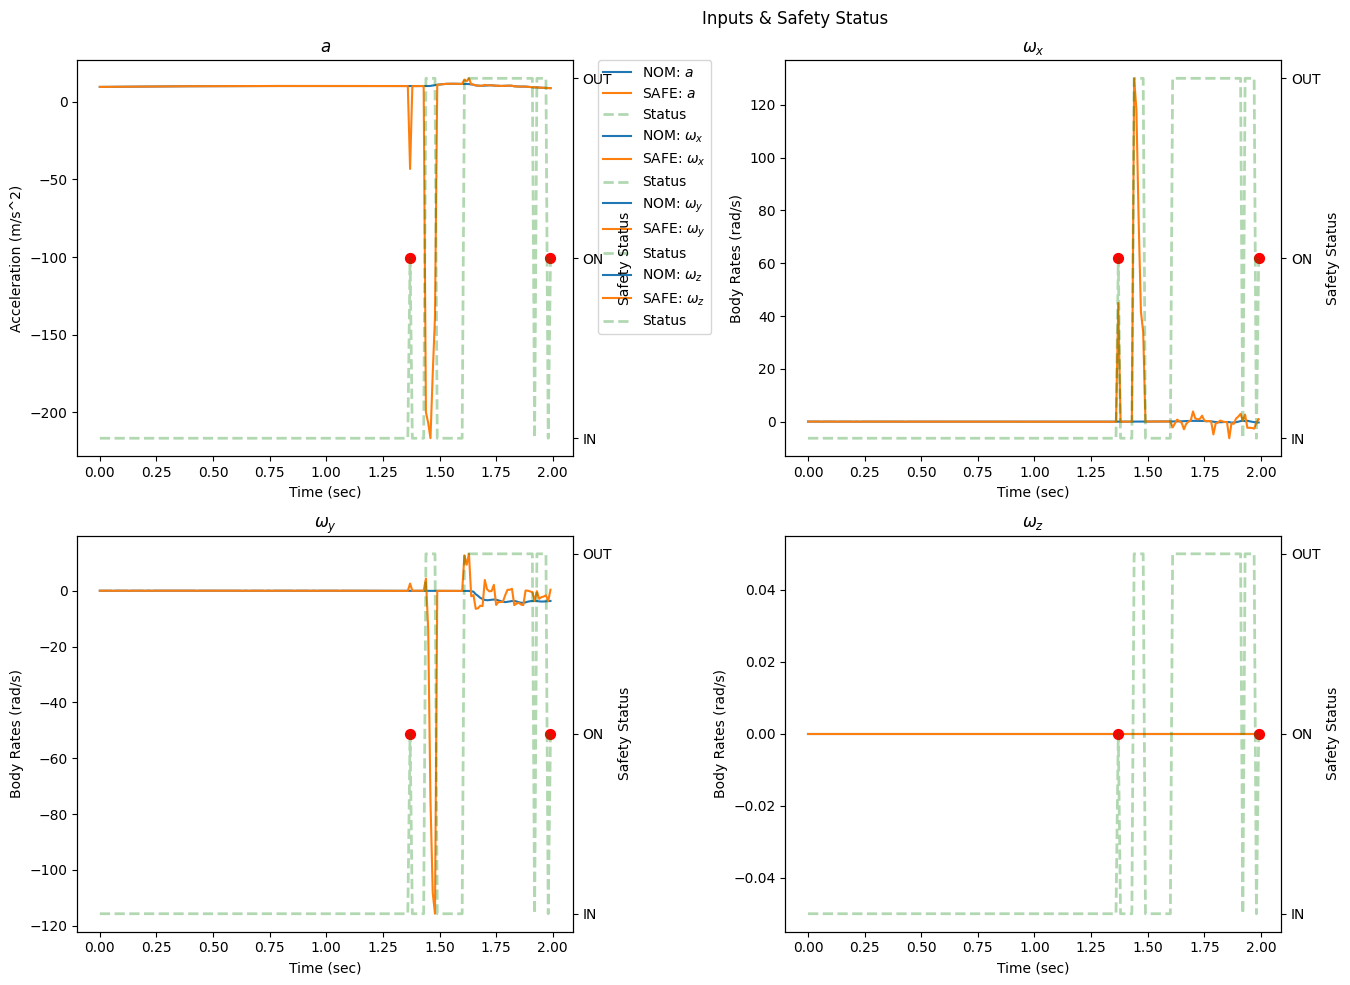 Inputs & Safety Status
a
0
−50
−100
−150
−200
Acceleration (m/s^2)
0.00 0.25 0.50 0.75 1.00 1.25 1.50 1.75 2.00
Time (sec)
OUT
ON
IN
Safety Status
NOM: a
SAFE: a
Status
NOM: ωx
SAFE: ωx
Status
NOM: ωy
SAFE: ωy
Status
NOM: ωz
SAFE: ωz
Status
ωx
120
100
80
60
40
20
0
Body Rates (rad/s)
0.00 0.25 0.50 0.75 1.00 1.25 1.50 1.75 2.00
Time (sec)
OUT
ON
IN
Safety Status
ωy
0
−20
−40
−60
−80
−100
−120
Body Rates (rad/s)
0.00 0.25 0.50 0.75 1.00 1.25 1.50 1.75 2.00
Time (sec)
OUT
ON
IN
Safety Status
ωz
0.04
0.02
0.00
−0.02
−0.04
Body Rates (rad/s)
0.00 0.25 0.50 0.75 1.00 1.25 1.50 1.75 2.00
Time (sec)
OUT
ON
IN
Safety Status